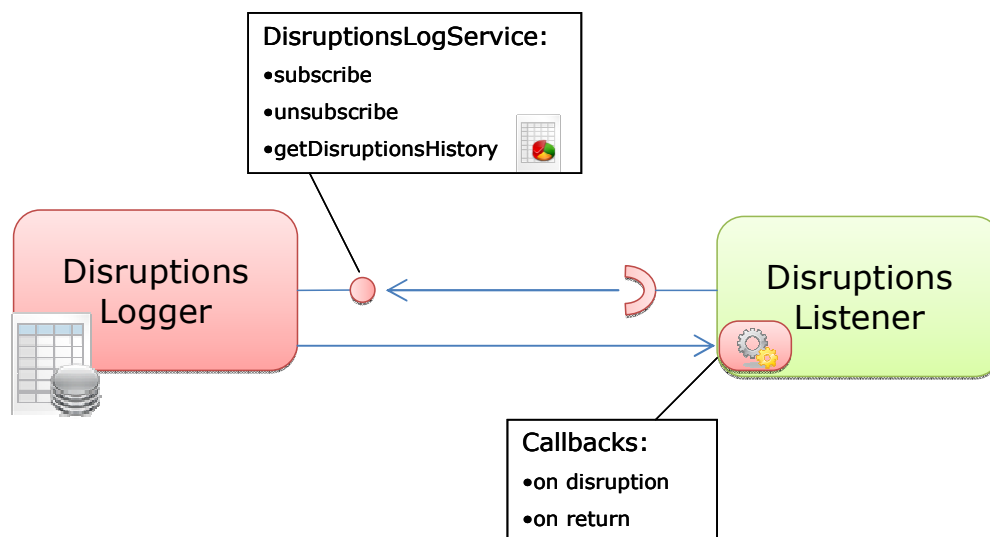 DisruptionsLogService:
•subscribe
•unsubscribe
•getDisruptionsHistory
Disruptions
Logger
Disruptions
Listener
Callbacks:
•on disruption
•on return